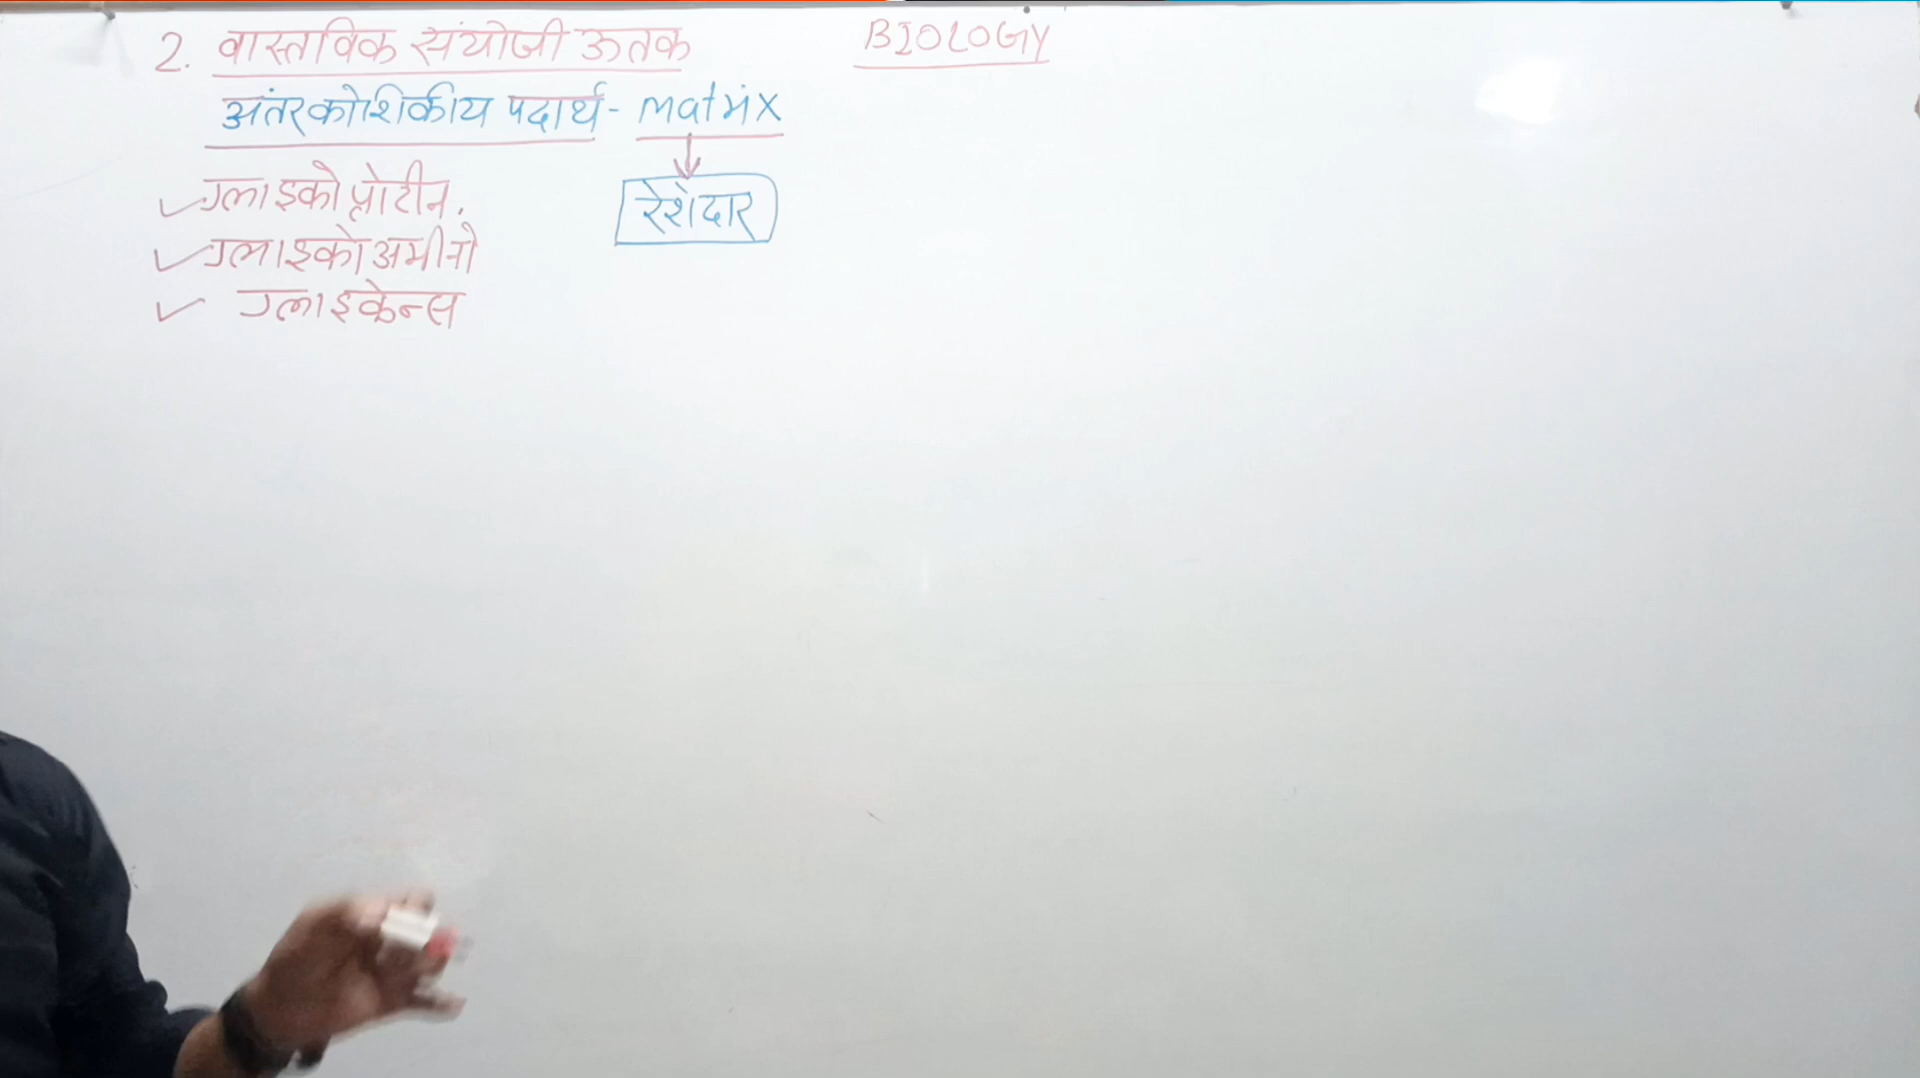 2. वास्तविक संयोजी ऊतक
BIOLOGY
अंतरकोशिकीय पदार्थ - matrix
रेशेदार
ग्लाइको प्रोटीन,
ग्लाइको अमीनो
ग्लाइकेन्स